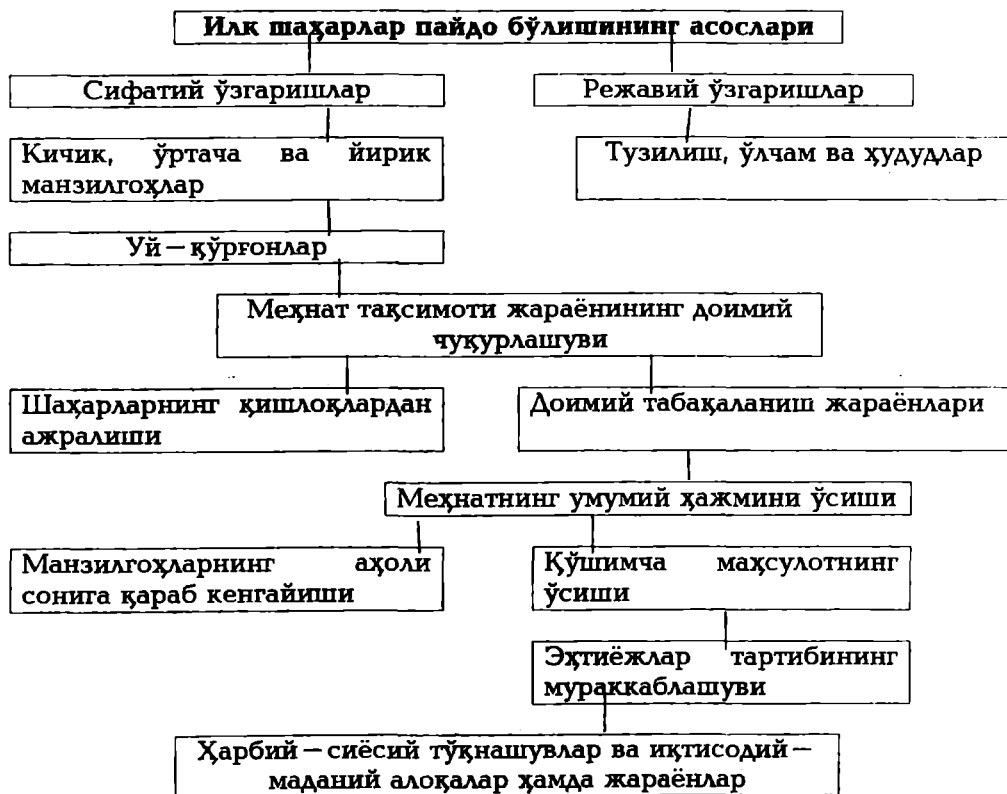 Илк шаҳарлар пайдо бўлишининг асослари
Сифатий ўзгаришлар
Режавий ўзгаришлар
Кичик, ўртача ва йирик
манзилгоҳлар
Тузилиш, ўлчам ва ҳудудлар
Уй – қўрғонлар
Меҳнат тақсимоти жараёнининг доимий
чуқурлашуви
Шаҳарларнинг қишлоқлардан
ажралиши
Доимий табақаланиш жараёнлари
Меҳнатнинг умумий ҳажмини ўсиши
Манзилгоҳларнинг аҳоли
сонига қараб кенгайиши
Қўшимча маҳсулотнинг
ўсиши
Эҳтиёжлар тартибининг
мураккаблашуви
Ҳарбий – сиёсий тўқнашувлар ва иқтисодий –
маданий алоқалар ҳамда жараёнлар